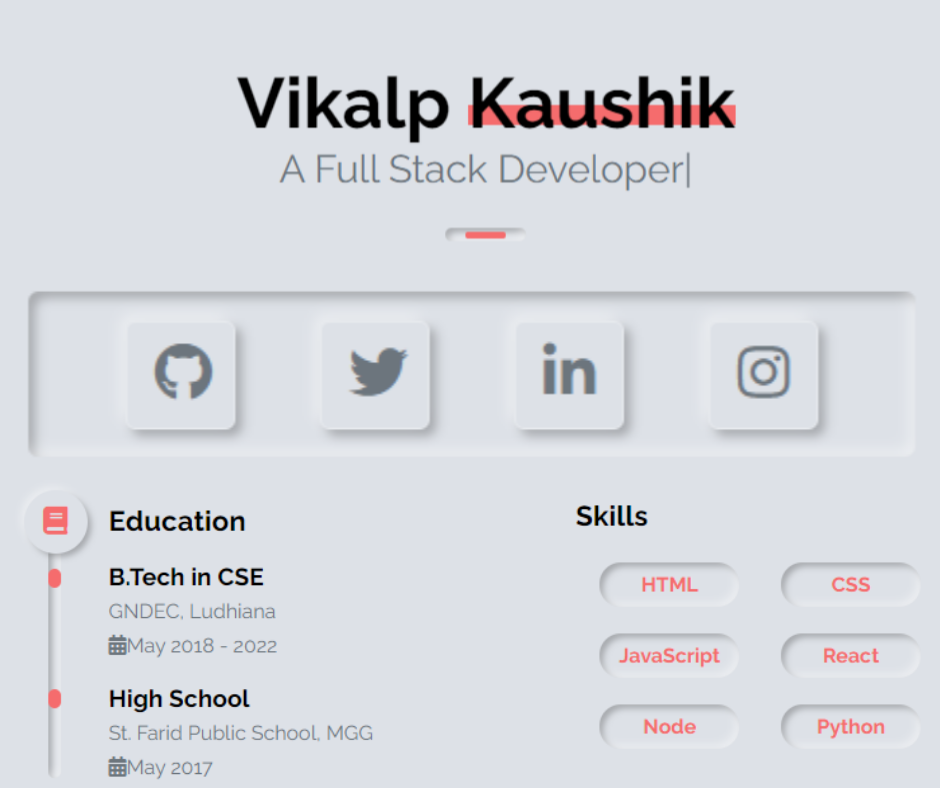 Vikalp Kaushik
A Full Stack Developer|
in
Education
B.Tech in CSE
GNDEC, Ludhiana
May 2018 - 2022
High School
St. Farid Public School, MGG
May 2017
Skills
HTML CSS
JavaScript React
Node Python